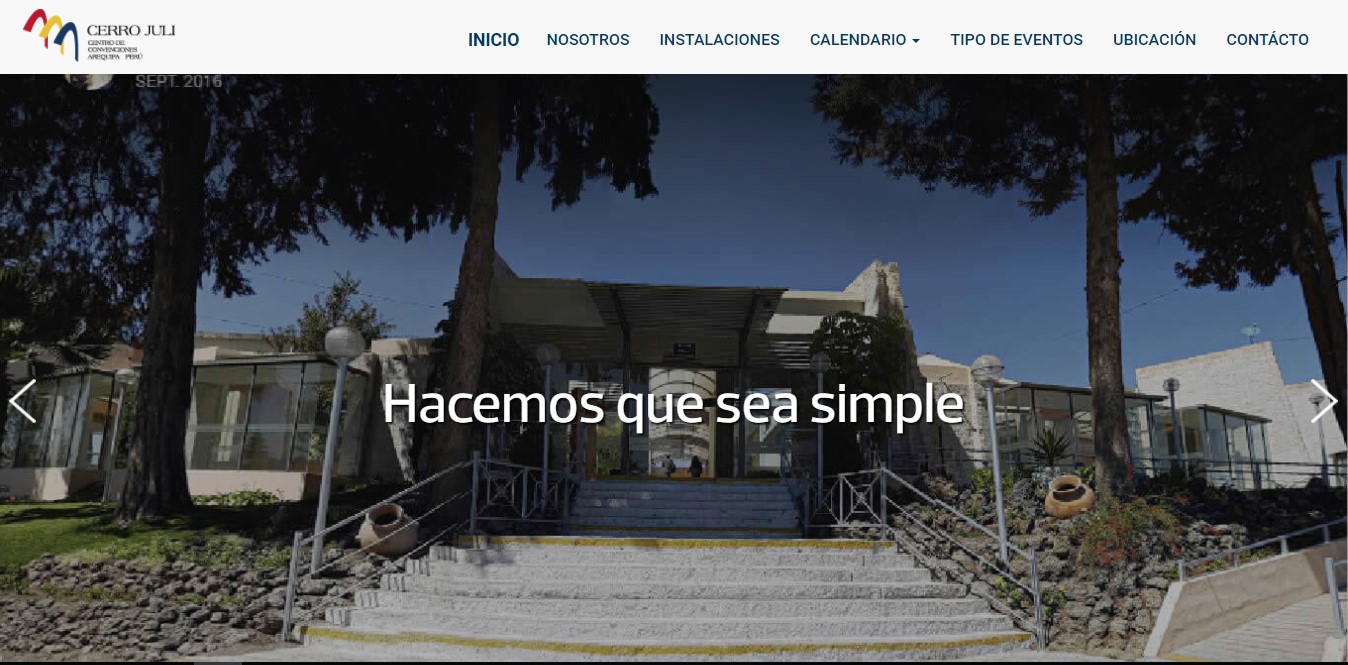 CERRO JULI
CENTRO DE
CONVENCIONES
AREQUIPA PERÚ
INICIO
NOSOTROS
INSTALACIONES
CALENDARIO
TIPO DE EVENTOS
UBICACIÓN
CONTÁCTO
SEPT. 2016
Hacemos que sea simple